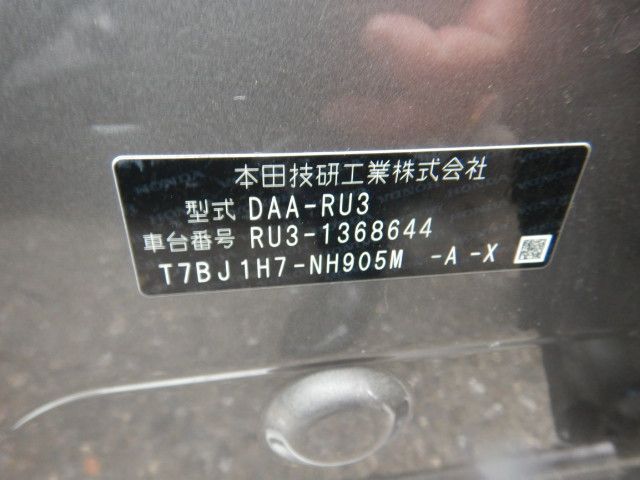 本田技研工業株式会社
型式 DAA-RU3
車台番号 RU3-1368644
T7BJ1H7-NH905M -A -X